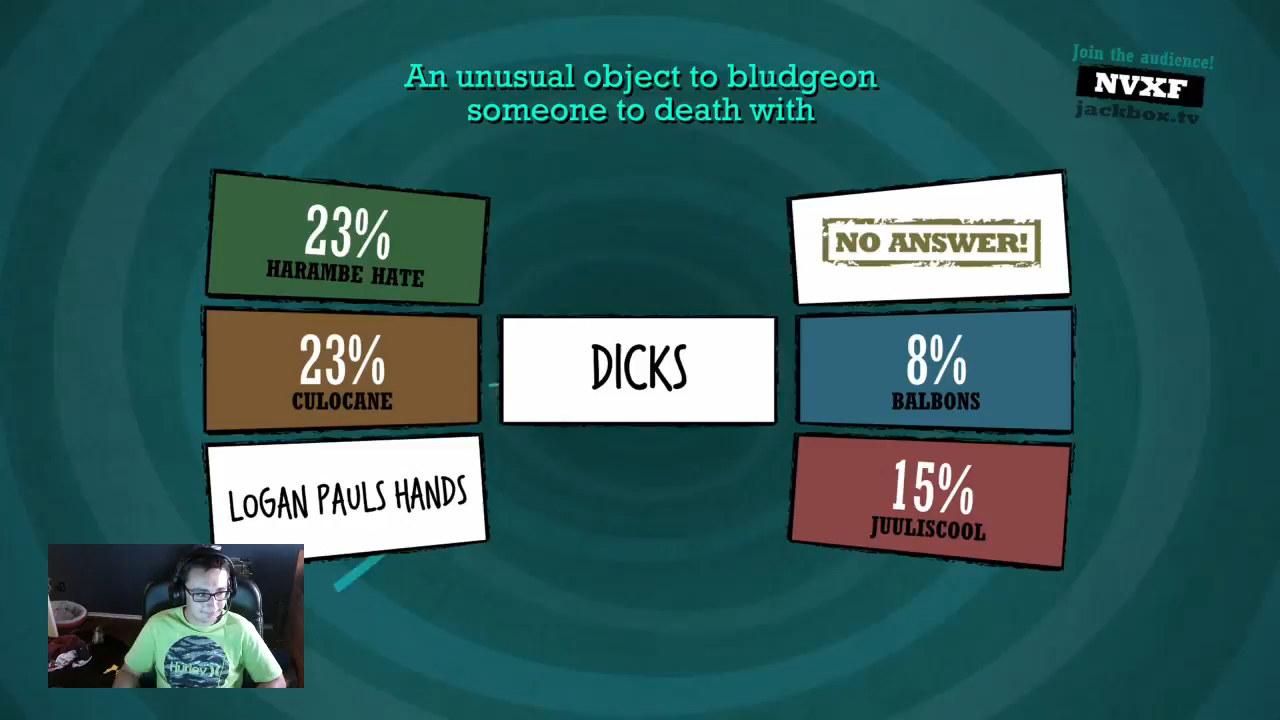 An unusual object to bludgeon
someone to death with
Join the audience!
NVXF
jackbox.tv
23%
HARAMBE HATE
NO ANSWER!
23%
CULOCANE
DICKS
8%
BALBONS
LOGAN PAULS HANDS
15%
JUULISCOOL
Hurley